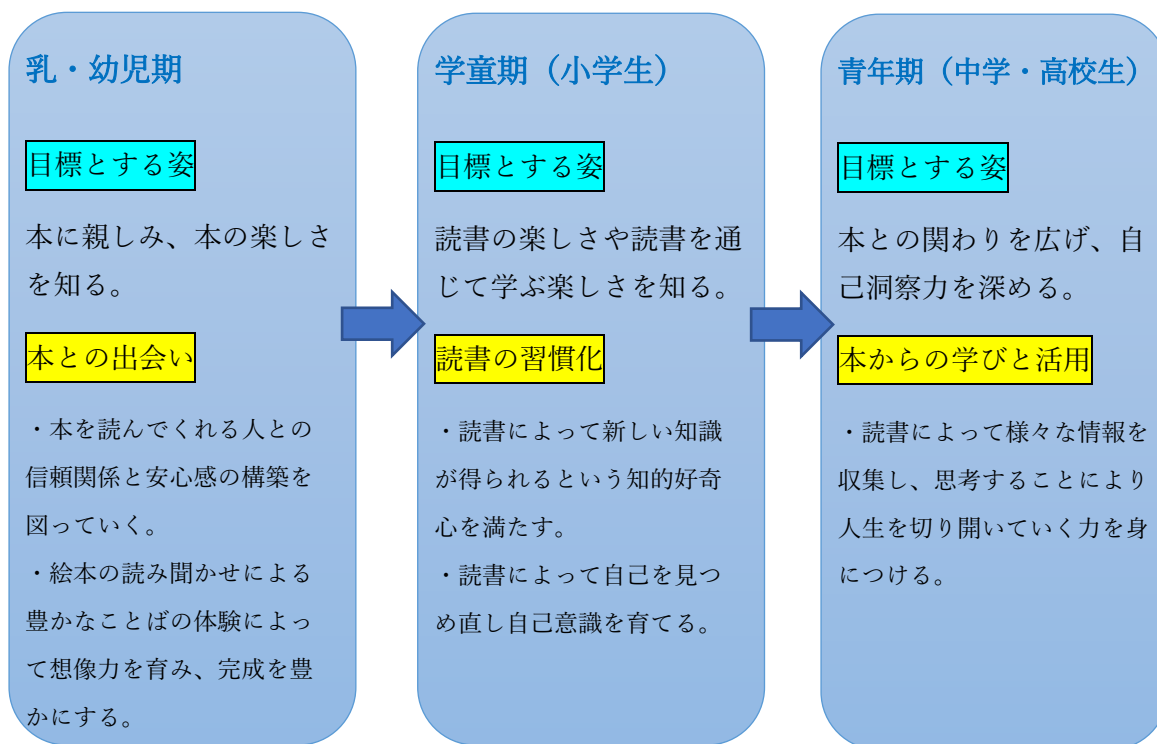 乳・幼児期
目標とする姿
本に親しみ、本の楽しさ
を知る。
本との出会い
・本を読んでくれる人との
信頼関係と安心感の構築を
図っていく。
・絵本の読み聞かせによる
豊かなことばの体験によっ
て想像力を育み、完成を豊
かにする。
学童期（小学生）
目標とする姿
読書の楽しさや読書を通
じて学ぶ楽しさを知る。
読書の習慣化
・読書によって新しい知識
が得られるという知的好奇
心を満たす。
・読書によって自己を見つ
め直し自己意識を育てる。
青年期（中学・高校生）
目標とする姿
本との関わりを広げ、自
己洞察力を深める。
本からの学びと活用
・読書によって様々な情報を
収集し、思考することにより
人生を切り開いていく力を身
につける。